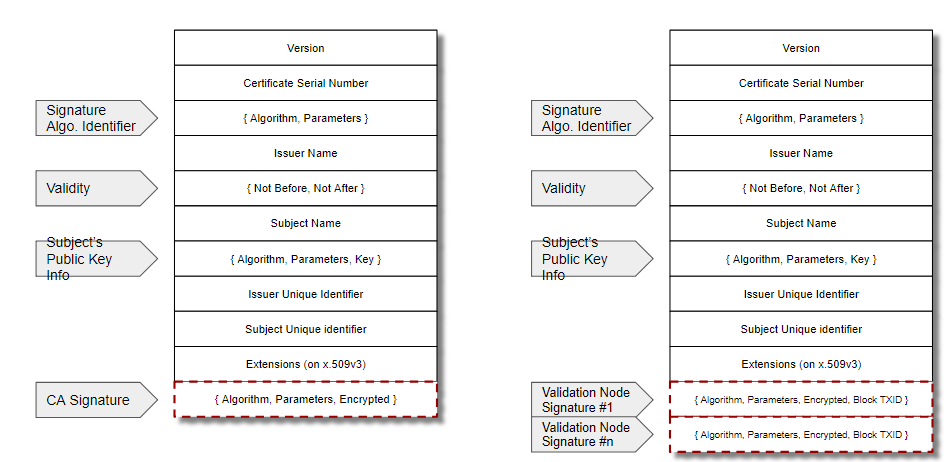 Version
Certificate Serial Number
Signature
Algo. Identifier
{ Algorithm, Parameters }
Issuer Name
Validity
{ Not Before, Not After }
Subject Name
Subject's
Public Key
Info
{ Algorithm, Parameters, Key }
Issuer Unique Identifier
Subject Unique identifier
Extensions (on x.509v3)
CA Signature
{ Algorithm, Parameters, Encrypted }
Version
Certificate Serial Number
Signature
Algo. Identifier
{ Algorithm, Parameters }
Issuer Name
Validity
{ Not Before, Not After }
Subject Name
Subject's
Public Key
Info
{ Algorithm, Parameters, Key }
Issuer Unique Identifier
Subject Unique identifier
Extensions (on x.509v3)
Validation Node
Signature #1
{ Algorithm, Parameters, Encrypted, Block TXID }
Validation Node
Signature #n
{ Algorithm, Parameters, Encrypted, Block TXID }